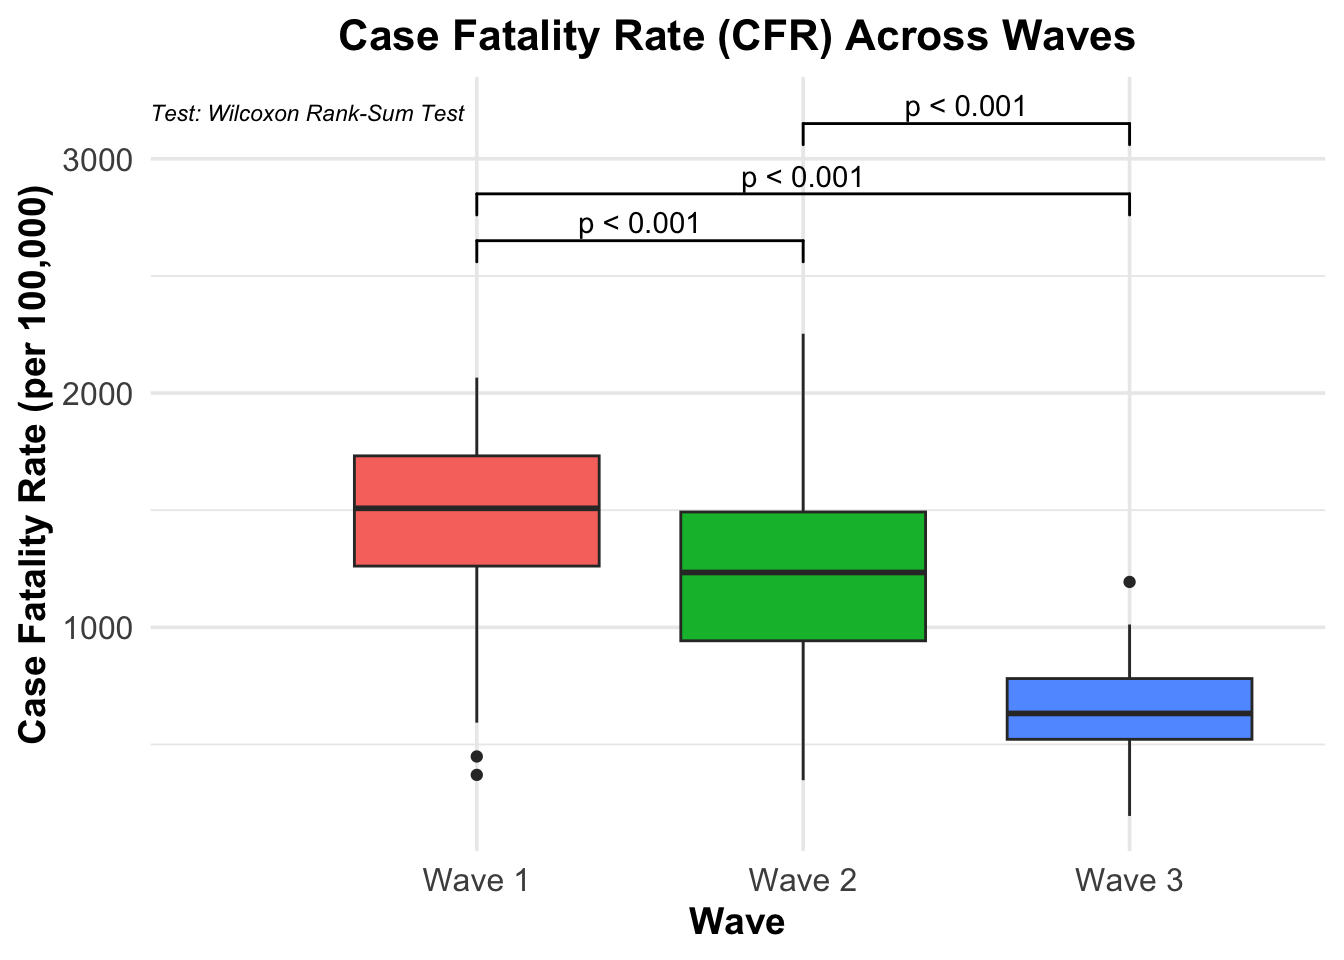 Case Fatality Rate (CFR) Across Waves
Test: Wilcoxon Rank-Sum Test
p < 0.001
p < 0.001
p < 0.001
Case Fatality Rate (per 100,000)
3000
2000
1000
Wave 1
Wave 2
Wave 3
Wave